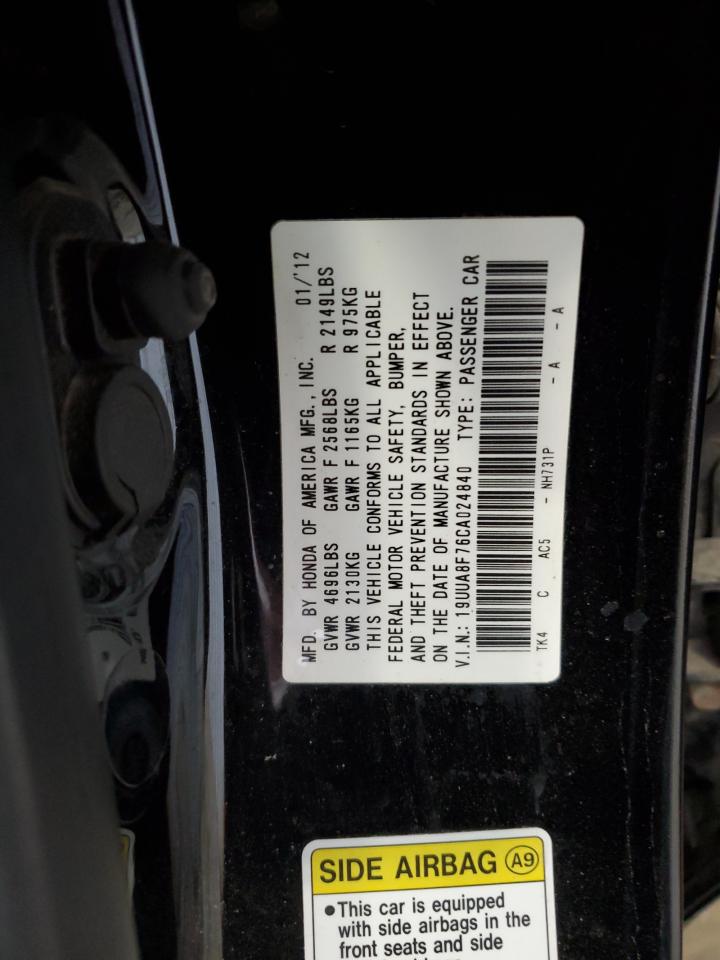 MFD. BY HONDA OF AMERICA MFG., INC. 01/'12
GVWR 4696LBS GAWR F 2568LBS R 2149LBS
GVWR 2130KG GAWR F 1165KG R 975KG
THIS VEHICLE CONFORMS TO ALL APPLICABLE
FEDERAL MOTOR VEHICLE SAFETY, BUMPER,
AND THEFT PREVENTION STANDARDS IN EFFECT
ON THE DATE OF MANUFACTURE SHOWN ABOVE.
V.I.N.: 19UUA8F76CA024840 TYPE: PASSENGER CAR
TK4 C AC5 - NH731P - A - A
SIDE AIRBAG A9
●This car is equipped
with side airbags in the
front seats and side